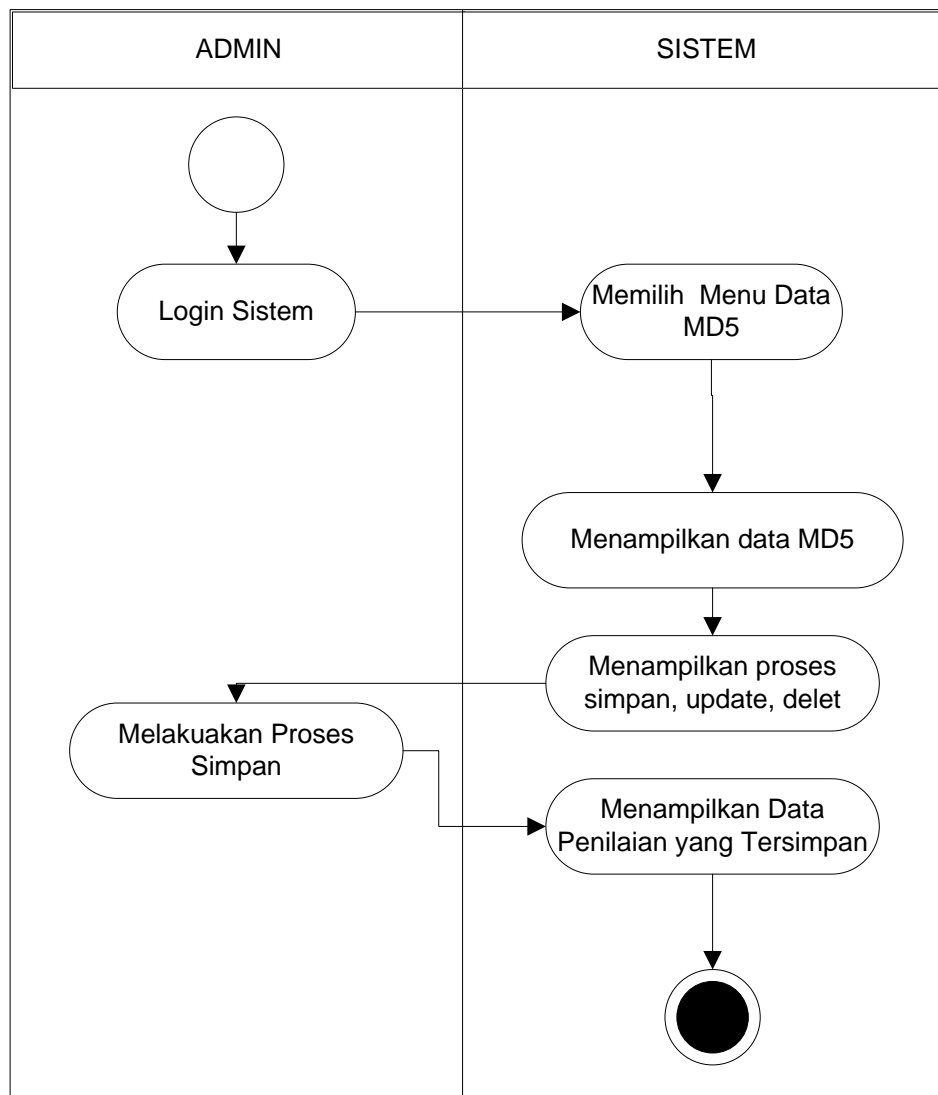 ADMIN
SISTEM
Login Sistem
Memilih Menu Data
MD5
Menampilkan data MD5
Menampilkan proses
simpan, update, delet
Melakuakan Proses
Simpan
Menampilkan Data
Penilaian yang Tersimpan